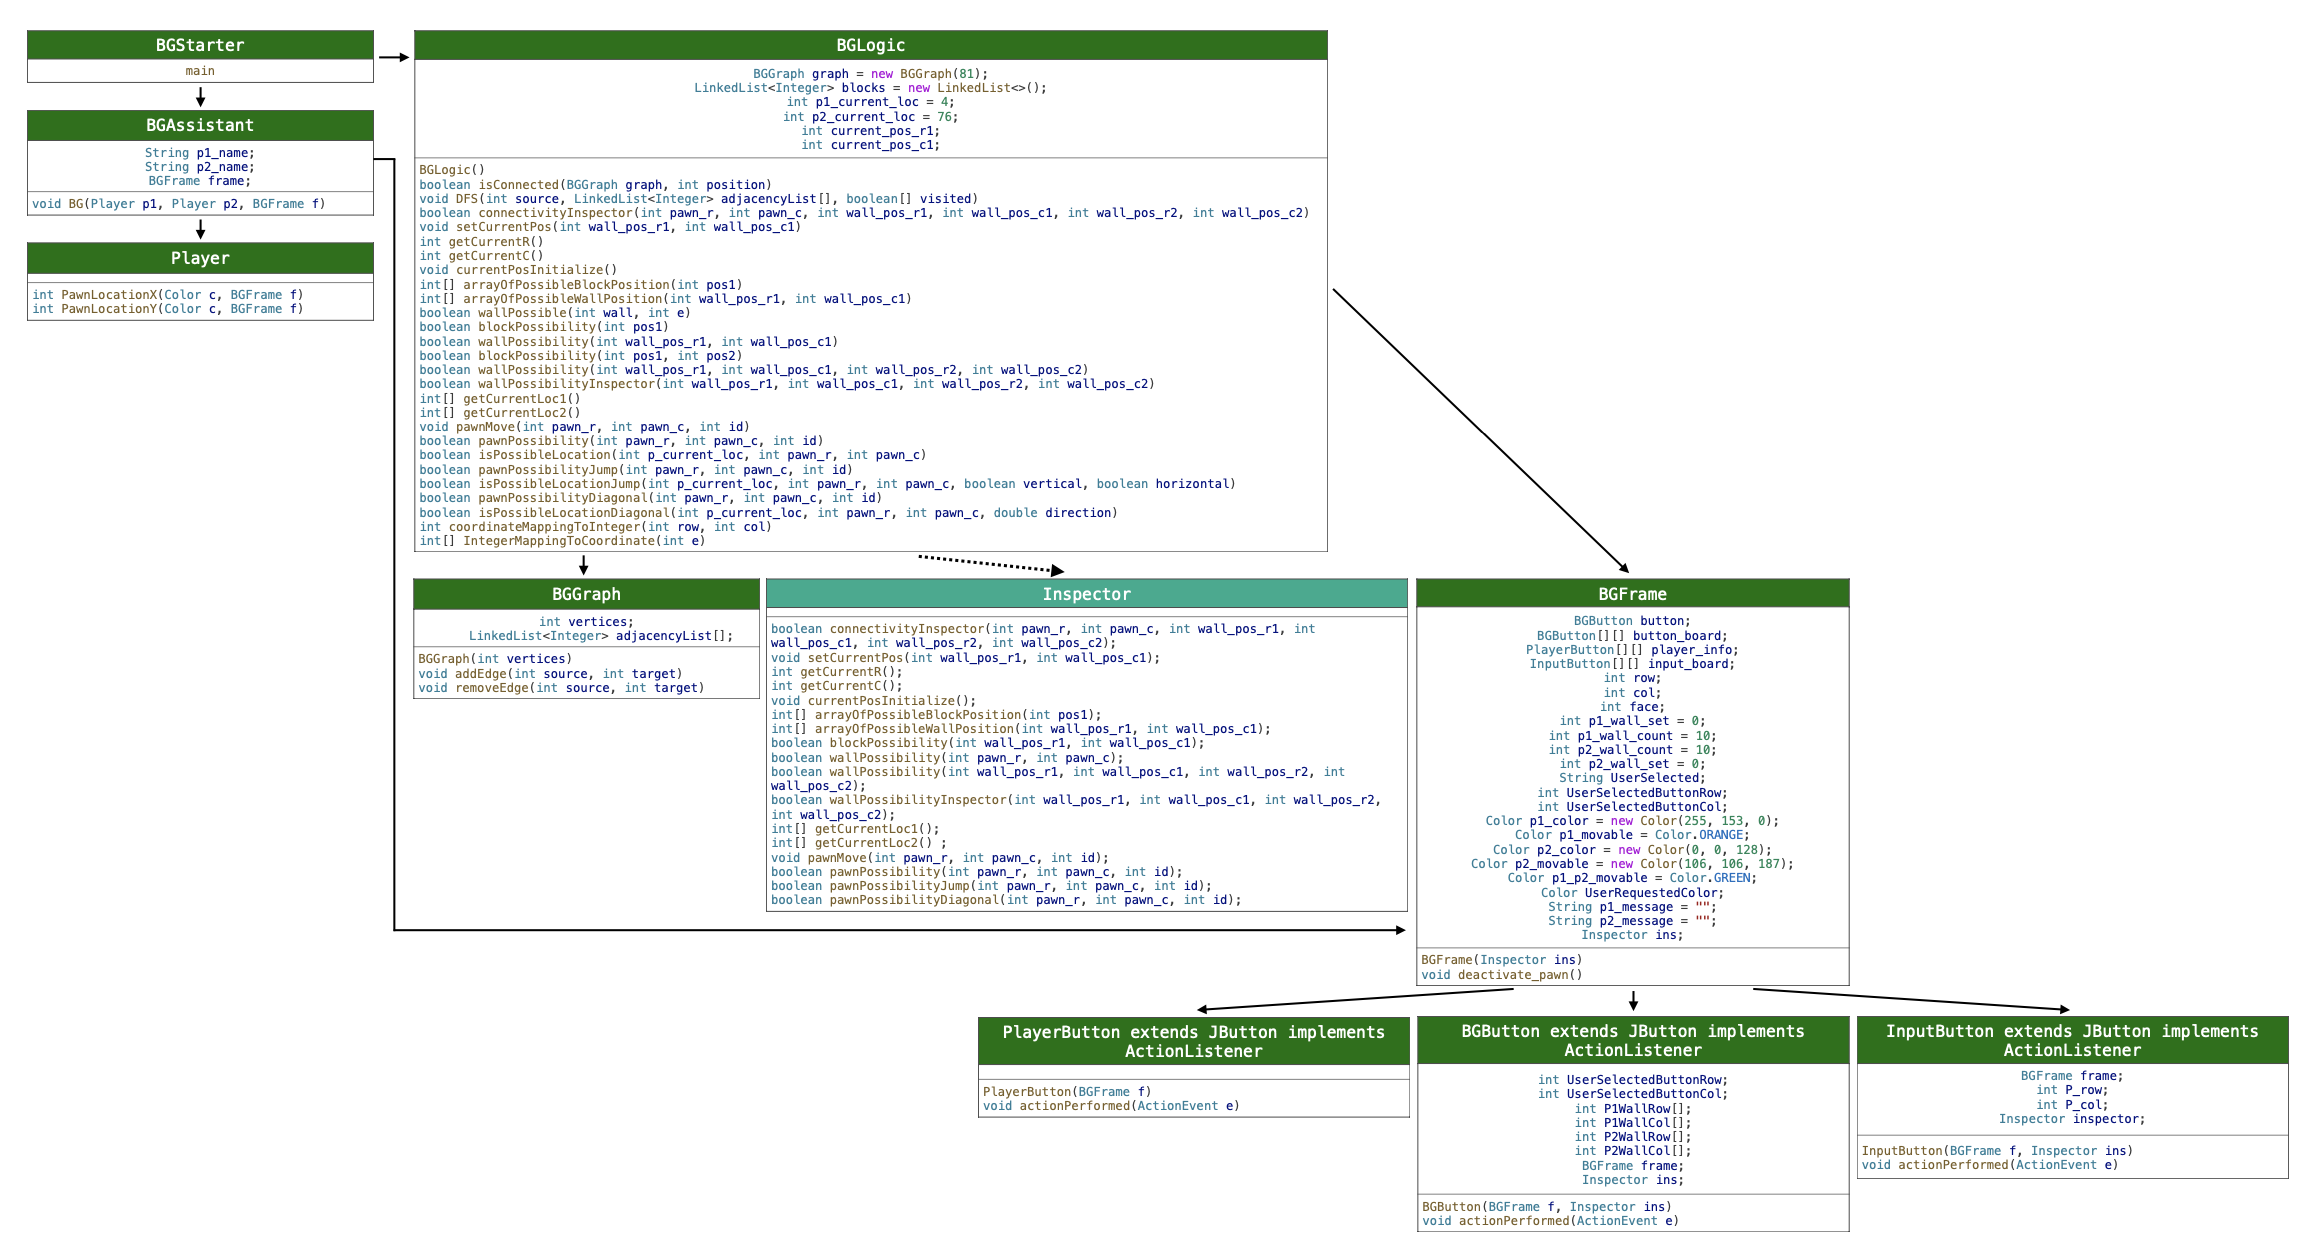 BGStarter
main
BGAssistant
String p1_name;
String p2_name;
BGFrame frame;
void BG(Player p1, Player p2, BGFrame f)
Player
int PawnLocationX(Color c, BGFrame f)
int PawnLocationY(Color c, BGFrame f)
BGLogic
BGGraph graph = new BGGraph(81);
LinkedList<Integer> blocks = new LinkedList<>();
int p1_current_loc = 4;
int p2_current_loc = 76;
int current_pos_r1;
int current_pos_c1;
BGLogic()
boolean isConnected(BGGraph graph, int position)
void DFS(int source, LinkedList<Integer> adjacencyList[], boolean[] visited)
boolean connectivityInspector(int pawn_r, int pawn_c, int wall_pos_r1, int wall_pos_c1, int wall_pos_r2, int wall_pos_c2)
void setCurrentPos(int wall_pos_r1, int wall_pos_c1)
int getCurrentR()
int getCurrentC()
void currentPosInitialize()
int[] arrayOfPossibleBlockPosition(int pos1)
int[] arrayOfPossibleWallPosition(int wall_pos_r1, int wall_pos_c1)
boolean wallPossible(int wall, int e)
boolean blockPossibility(int pos1)
boolean wallPossibility(int wall_pos_r1, int wall_pos_c1)
boolean blockPossibility(int pos1, int pos2)
boolean wallPossibility(int wall_pos_r1, int wall_pos_c1, int wall_pos_r2, int wall_pos_c2)
boolean wallPossibilityInspector(int wall_pos_r1, int wall_pos_c1, int wall_pos_r2, int wall_pos_c2)
int[] getCurrentLoc1()
int[] getCurrentLoc2()
void pawnMove(int pawn_r, int pawn_c, int id)
boolean pawnPossibility(int pawn_r, int pawn_c, int id)
boolean isPossibleLocation(int p_current_loc, int pawn_r, int pawn_c)
boolean pawnPossibilityJump(int pawn_r, int pawn_c, int id)
boolean isPossibleLocationJump(int p_current_loc, int pawn_r, int pawn_c, boolean vertical, boolean horizontal)
boolean pawnPossibilityDiagonal(int pawn_r, int pawn_c, int id)
boolean isPossibleLocationDiagonal(int p_current_loc, int pawn_r, int pawn_c, double direction)
int coordinateMappingToInteger(int row, int col)
int[] IntegerMappingToCoordinate(int e)
BGGraph
int vertices;
LinkedList<Integer> adjacencyList[];
BGGraph(int vertices)
void addEdge(int source, int target)
void removeEdge(int source, int target)
Inspector
boolean connectivityInspector(int pawn_r, int pawn_c, int wall_pos_r1, int
wall_pos_c1, int wall_pos_r2, int wall_pos_c2);
void setCurrentPos(int wall_pos_r1, int wall_pos_c1);
int getCurrentR();
int getCurrentC();
void currentPosInitialize();
int[] arrayOfPossibleBlockPosition(int pos1);
int[] arrayOfPossibleWallPosition(int wall_pos_r1, int wall_pos_c1);
boolean blockPossibility(int wall_pos_r1, int wall_pos_c1);
boolean wallPossibility(int pawn_r, int pawn_c);
boolean wallPossibility(int wall_pos_r1, int wall_pos_c1, int wall_pos_r2, int
wall_pos_c2);
boolean wallPossibilityInspector(int wall_pos_r1, int wall_pos_c1, int wall_pos_r2,
int wall_pos_c2);
int[] getCurrentLoc1();
int[] getCurrentLoc2() ;
void pawnMove(int pawn_r, int pawn_c, int id);
boolean pawnPossibility(int pawn_r, int pawn_c, int id);
boolean pawnPossibilityJump(int pawn_r, int pawn_c, int id);
boolean pawnPossibilityDiagonal(int pawn_r, int pawn_c, int id);
BGFrame
BGButton button;
BGButton[][] button_board;
PlayerButton[][] player_info;
InputButton[][] input_board;
int row;
int col;
int face;
int p1_wall_set = 0;
int p1_wall_count = 10;
int p2_wall_count = 10;
int p2_wall_set = 0;
String UserSelected;
int UserSelectedButtonRow;
int UserSelectedButtonCol;
Color p1_color = new Color(255, 153, 0);
Color p1_movable = Color.ORANGE;
Color p2_color = new Color(0, 0, 128);
Color p2_movable = new Color(106, 106, 187);
Color p1_p2_movable = Color.GREEN;
Color UserRequestedColor;
String p1_message = "";
String p2_message = "";
Inspector ins;
BGFrame(Inspector ins)
void deactivate_pawn()
PlayerButton extends JButton implements
ActionListener
PlayerButton(BGFrame f)
void actionPerformed(ActionEvent e)
BGButton extends JButton implements
ActionListener
int UserSelectedButtonRow;
int UserSelectedButtonCol;
int P1WallRow[];
int P1WallCol[];
int P2WallRow[];
int P2WallCol[];
BGFrame frame;
Inspector ins;
BGButton(BGFrame f, Inspector ins)
void actionPerformed(ActionEvent e)
InputButton extends JButton implements
ActionListener
BGFrame frame;
int P_row;
int P_col;
Inspector inspector;
InputButton(BGFrame f, Inspector ins)
void actionPerformed(ActionEvent e)